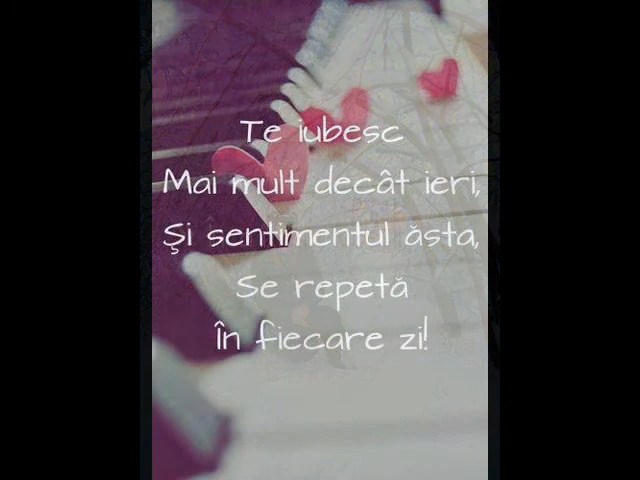 Te iubesc
Mai mult decât ieri,
Şi sentimentul ăsta,
Se repetă
În fiecare zi!